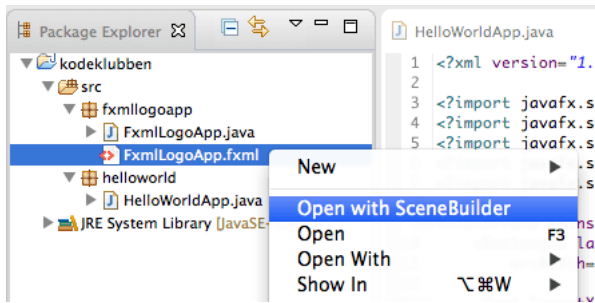 Package Explorer
kodeklubben
src
fxmllogoapp
FxmlLogoApp.java
FxmlLogoApp.fxml
helloworld
HelloWorldApp.java
JRE System Library [JavaSE-
HelloWorldApp.java
1 <?xml version="1.
2
3 <?import javafx.s
4 <?import javafx.s
5 <?import javafx.s
New
Open with SceneBuilder
Open F3
Open With
Show In ⌥⌘W